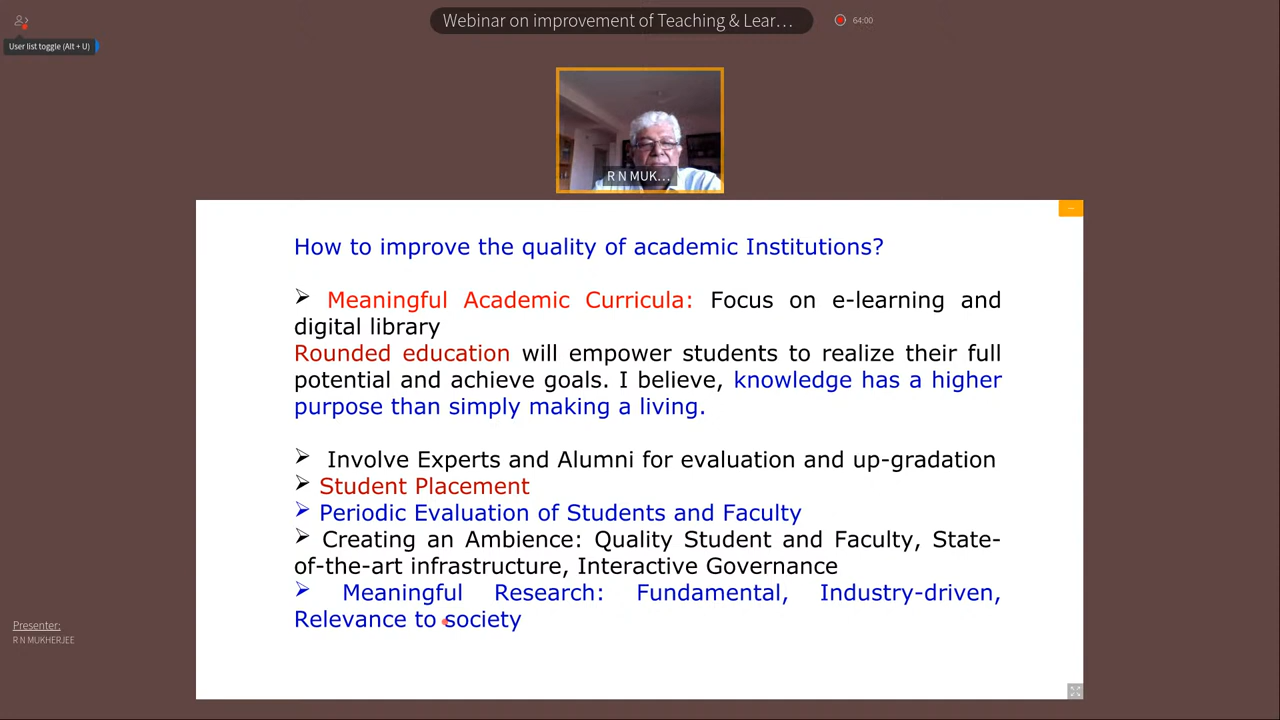 Webinar on improvement of Teaching & Lear…
64:00
User list toggle (Alt + U)
R N MUK…
How to improve the quality of academic Institutions?
➢ Meaningful Academic Curricula: Focus on e-learning and
digital library
Rounded education will empower students to realize their full
potential and achieve goals. I believe, knowledge has a higher
purpose than simply making a living.
➢ Involve Experts and Alumni for evaluation and up-gradation
➢ Student Placement
➢ Periodic Evaluation of Students and Faculty
➢ Creating an Ambience: Quality Student and Faculty, State-
of-the-art infrastructure, Interactive Governance
➢ Meaningful Research: Fundamental, Industry-driven,
Relevance to society
Presenter:
R N MUKHERJEE